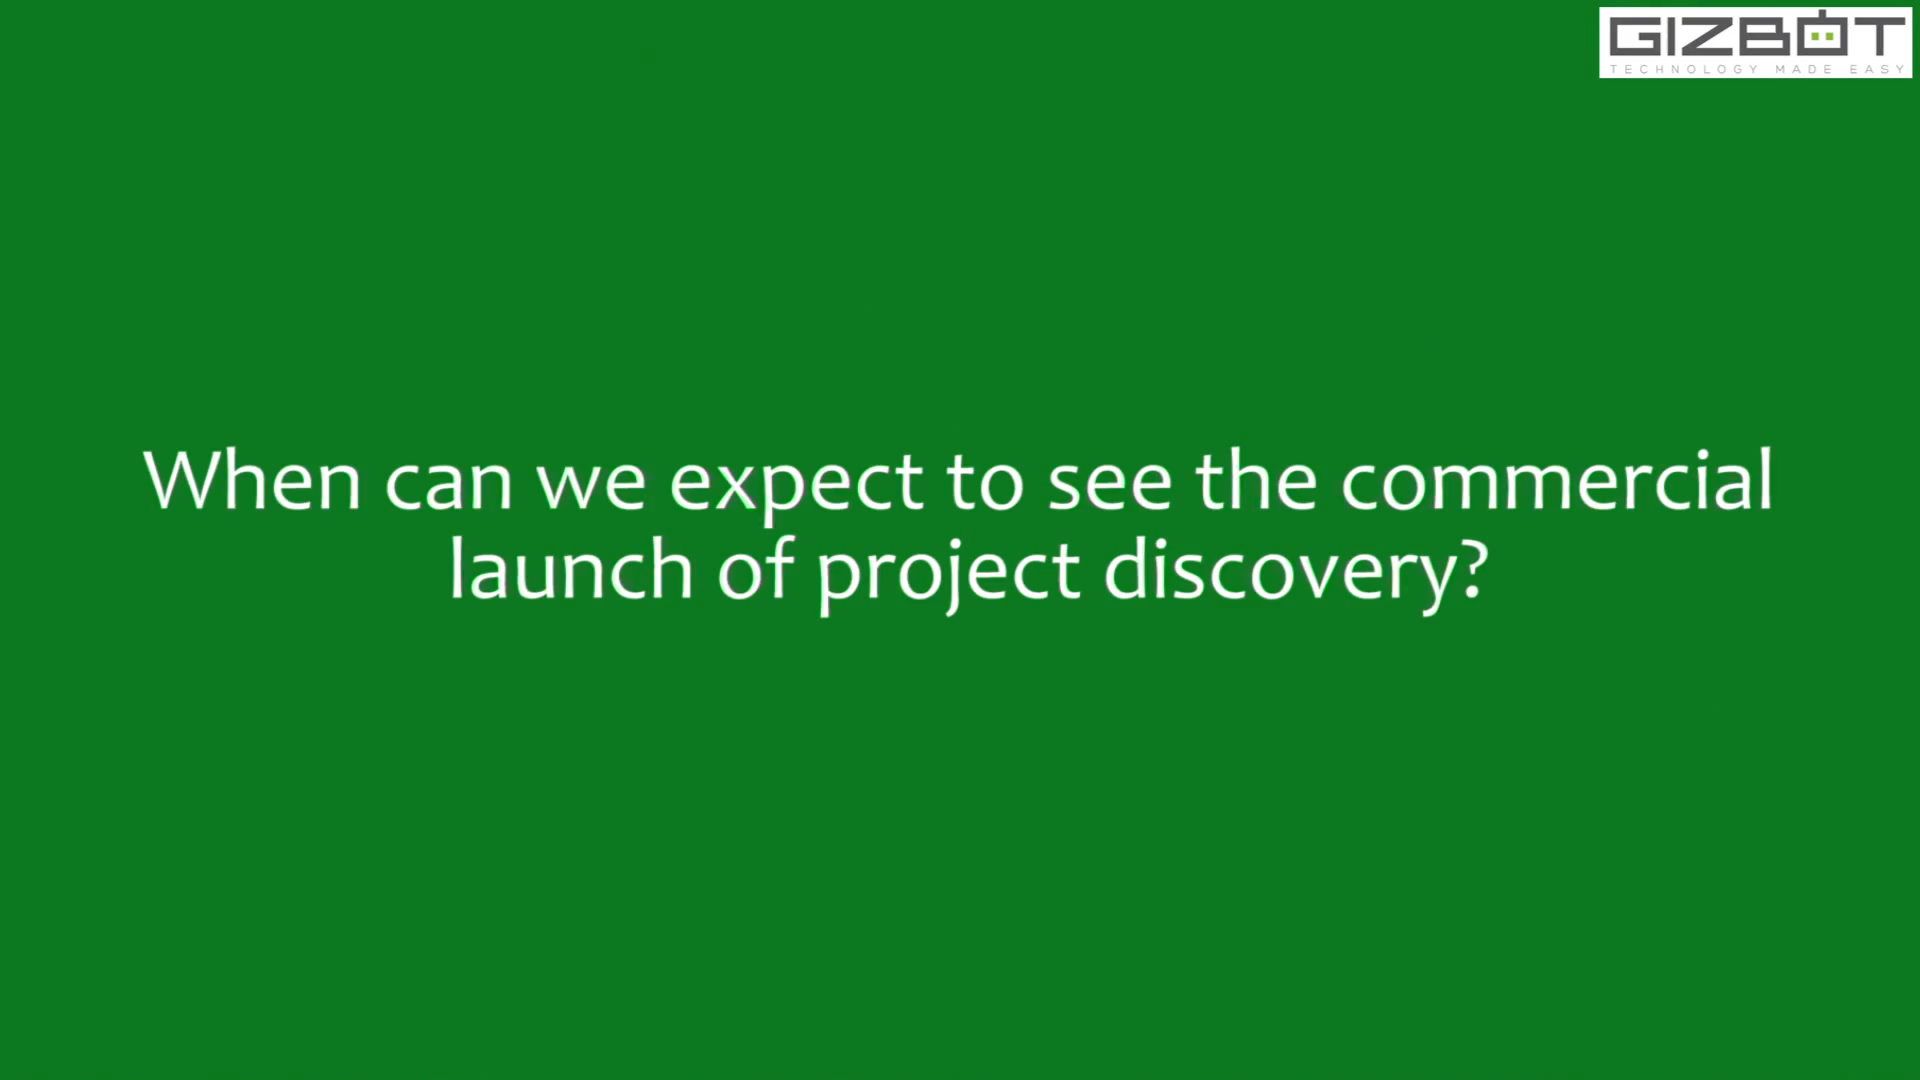 GIZBOT
TECHNOLOGY MADE EASY
When can we expect to see the commercial
launch of project discovery?